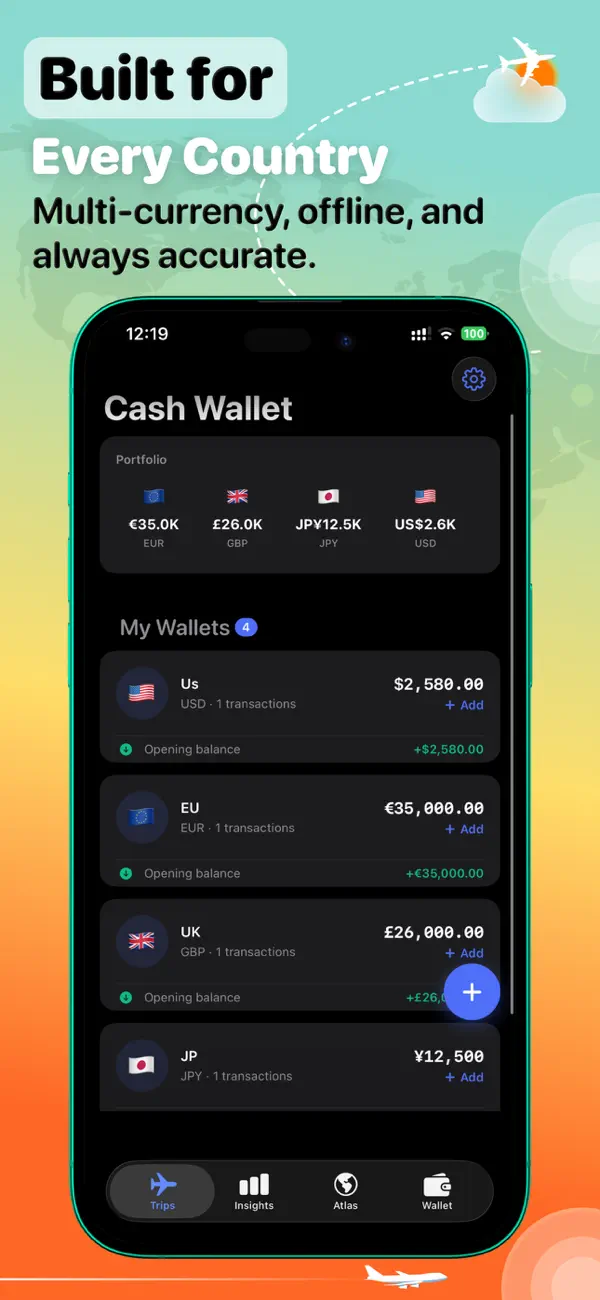 Built for
Every Country
Multi-currency, offline, and
always accurate.
12:19
100
Cash Wallet
Portfolio
€35.0K £26.0K JP¥12.5K US$2.6K
EUR GBP JPY USD
My Wallets 4
Us $2,580.00
USD · 1 transactions + Add
Opening balance +$2,580.00
EU €35,000.00
EUR · 1 transactions + Add
Opening balance +€35,000.00
UK £26,000.00
GBP · 1 transactions + Add
Opening balance +£26,0
+
JP ¥12,500
JPY · 1 transactions + Add
Trips Insights Atlas Wallet